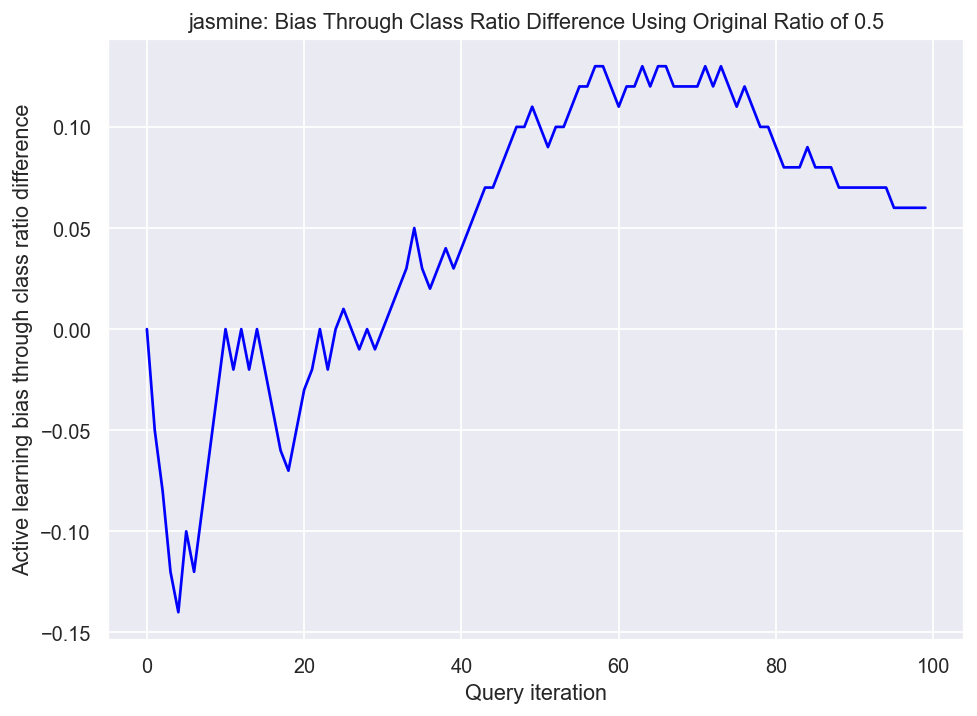 jasmine: Bias Through Class Ratio Difference Using Original Ratio of 0.5
Active learning bias through class ratio difference
0.10
0.05
0.00
−0.05
−0.10
−0.15
0 20 40 60 80 100
Query iteration